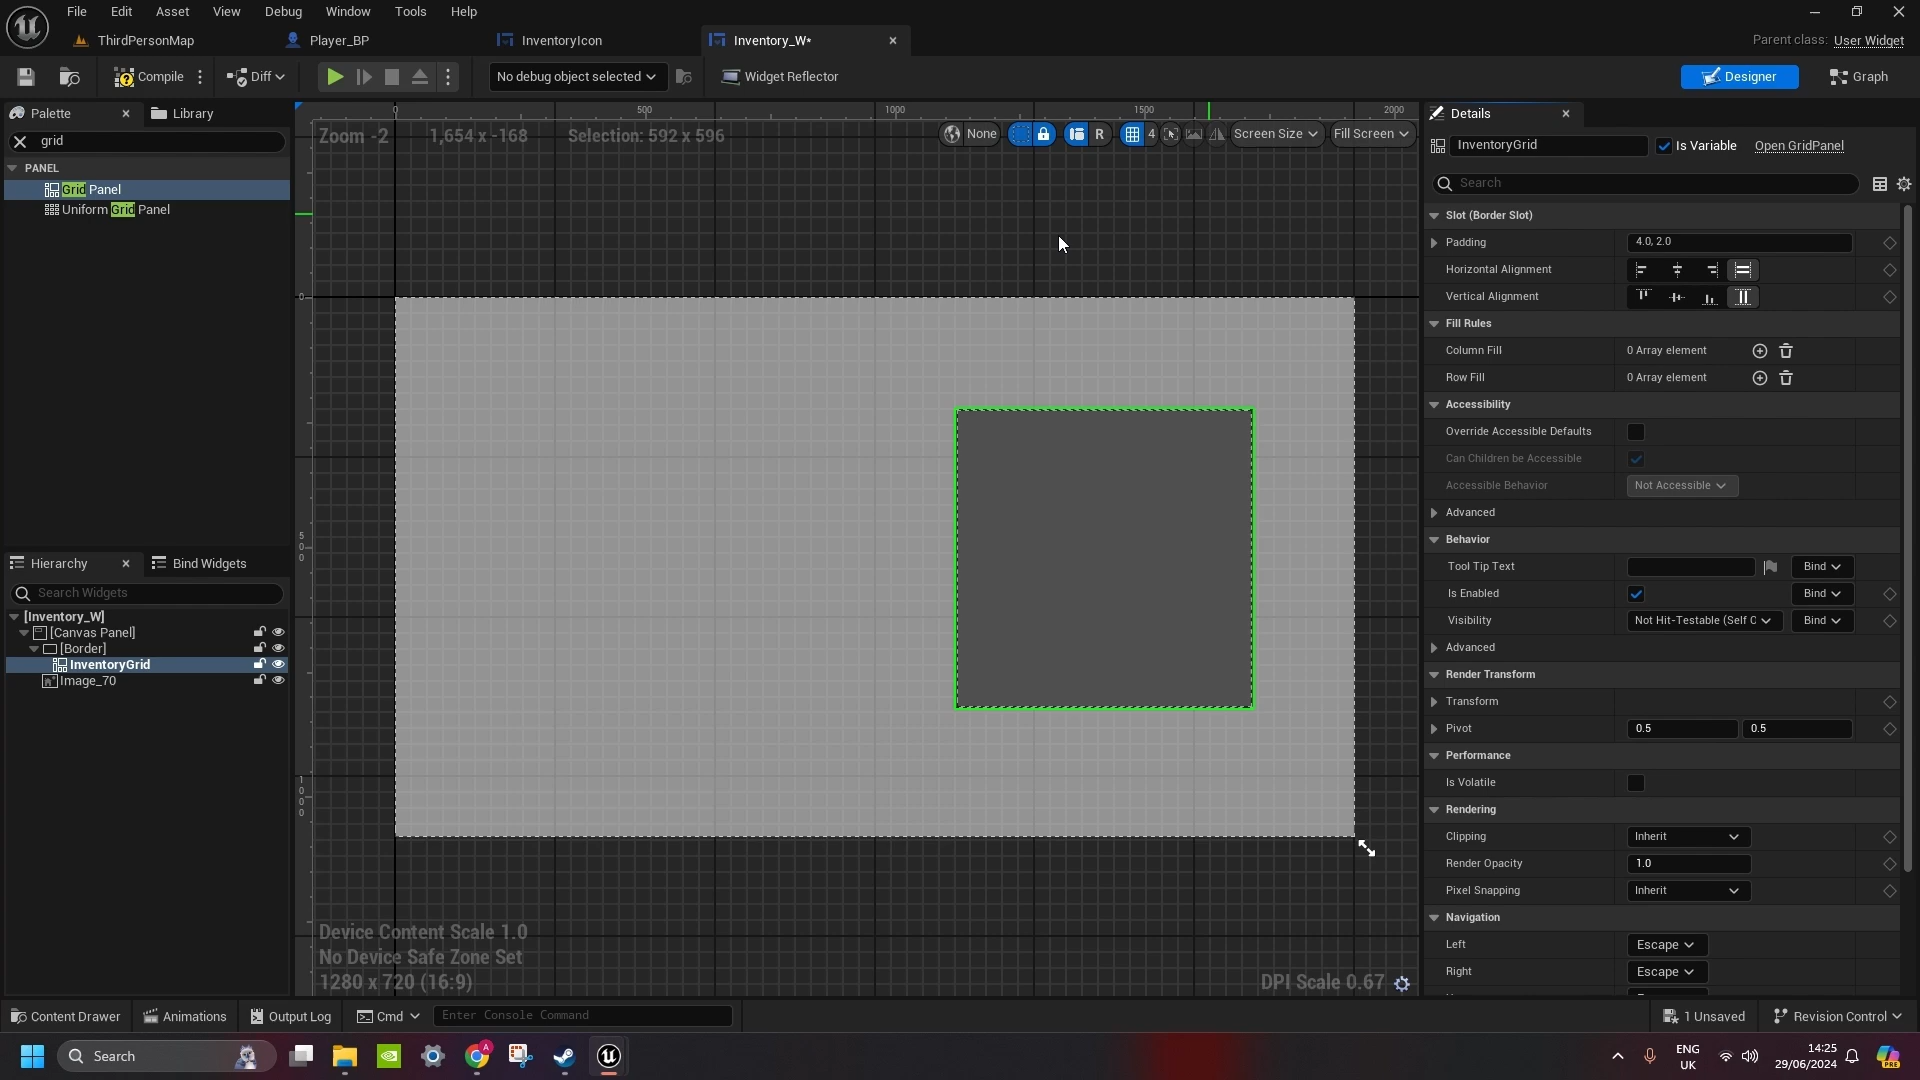 File Edit Asset View Debug Window Tools Help
ThirdPersonMap Player_BP InventoryIcon Inventory_W*
Parent class: User Widget
Compile Diff No debug object selected Widget Reflector Designer Graph
Palette Library
grid
PANEL
Grid Panel
Uniform Grid Panel
Hierarchy Bind Widgets
Search Widgets
[Inventory_W]
[Canvas Panel]
[Border]
InventoryGrid
Image_70
0 500 1000 1500 2000
Zoom -2 1,654 x -168 Selection: 592 x 596
None R 4 Screen Size Fill Screen
0
500
1000
Device Content Scale 1.0
No Device Safe Zone Set
1280 x 720 (16:9)
DPI Scale 0.67
Details
InventoryGrid Is Variable Open GridPanel
Search
Slot (Border Slot)
Padding 4.0, 2.0
Horizontal Alignment
Vertical Alignment
Fill Rules
Column Fill 0 Array element
Row Fill 0 Array element
Accessibility
Override Accessible Defaults
Can Children be Accessible
Accessible Behavior Not Accessible
Advanced
Behavior
Tool Tip Text Bind
Is Enabled Bind
Visibility Not Hit-Testable (Self C Bind
Advanced
Render Transform
Transform
Pivot 0.5 0.5
Performance
Is Volatile
Rendering
Clipping Inherit
Render Opacity 1.0
Pixel Snapping Inherit
Navigation
Left Escape
Right Escape
Content Drawer Animations Output Log Cmd Enter Console Command 1 Unsaved Revision Control
Search
ENG
UK
14:25
29/06/2024
PRE